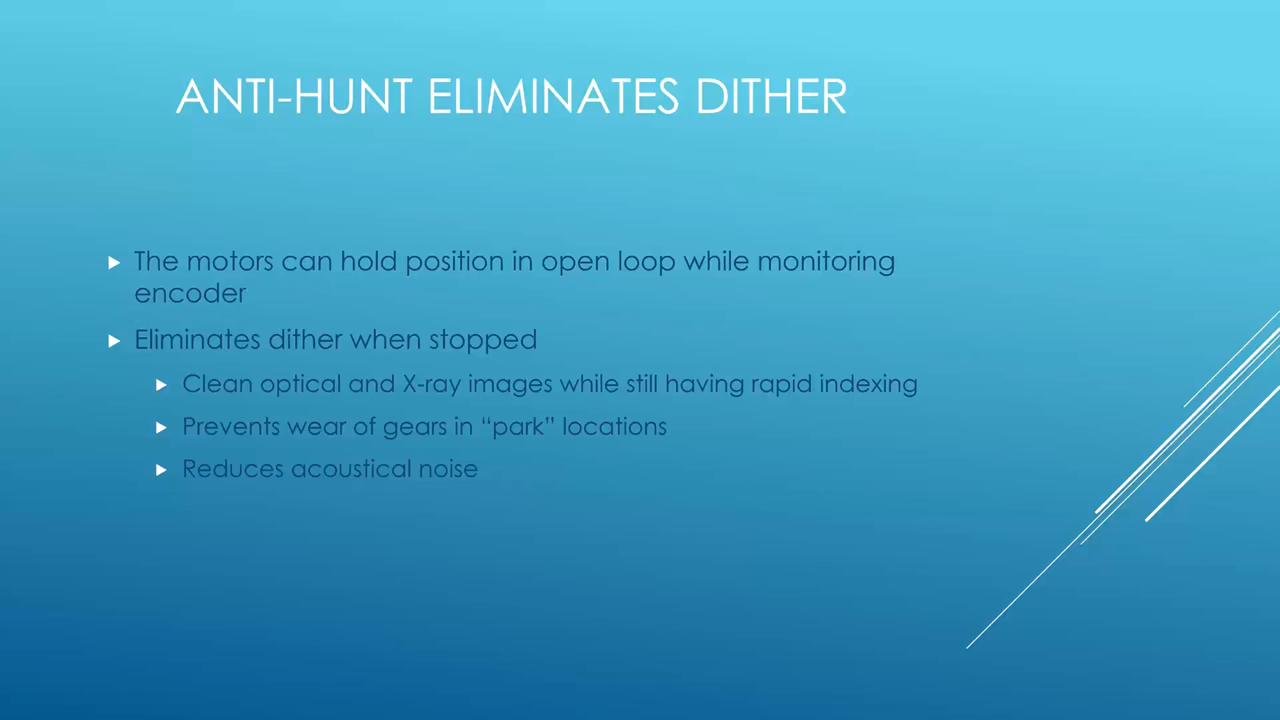 ANTI-HUNT ELIMINATES DITHER
The motors can hold position in open loop while monitoring
encoder
Eliminates dither when stopped
Clean optical and X-ray images while still having rapid indexing
Prevents wear of gears in “park” locations
Reduces acoustical noise